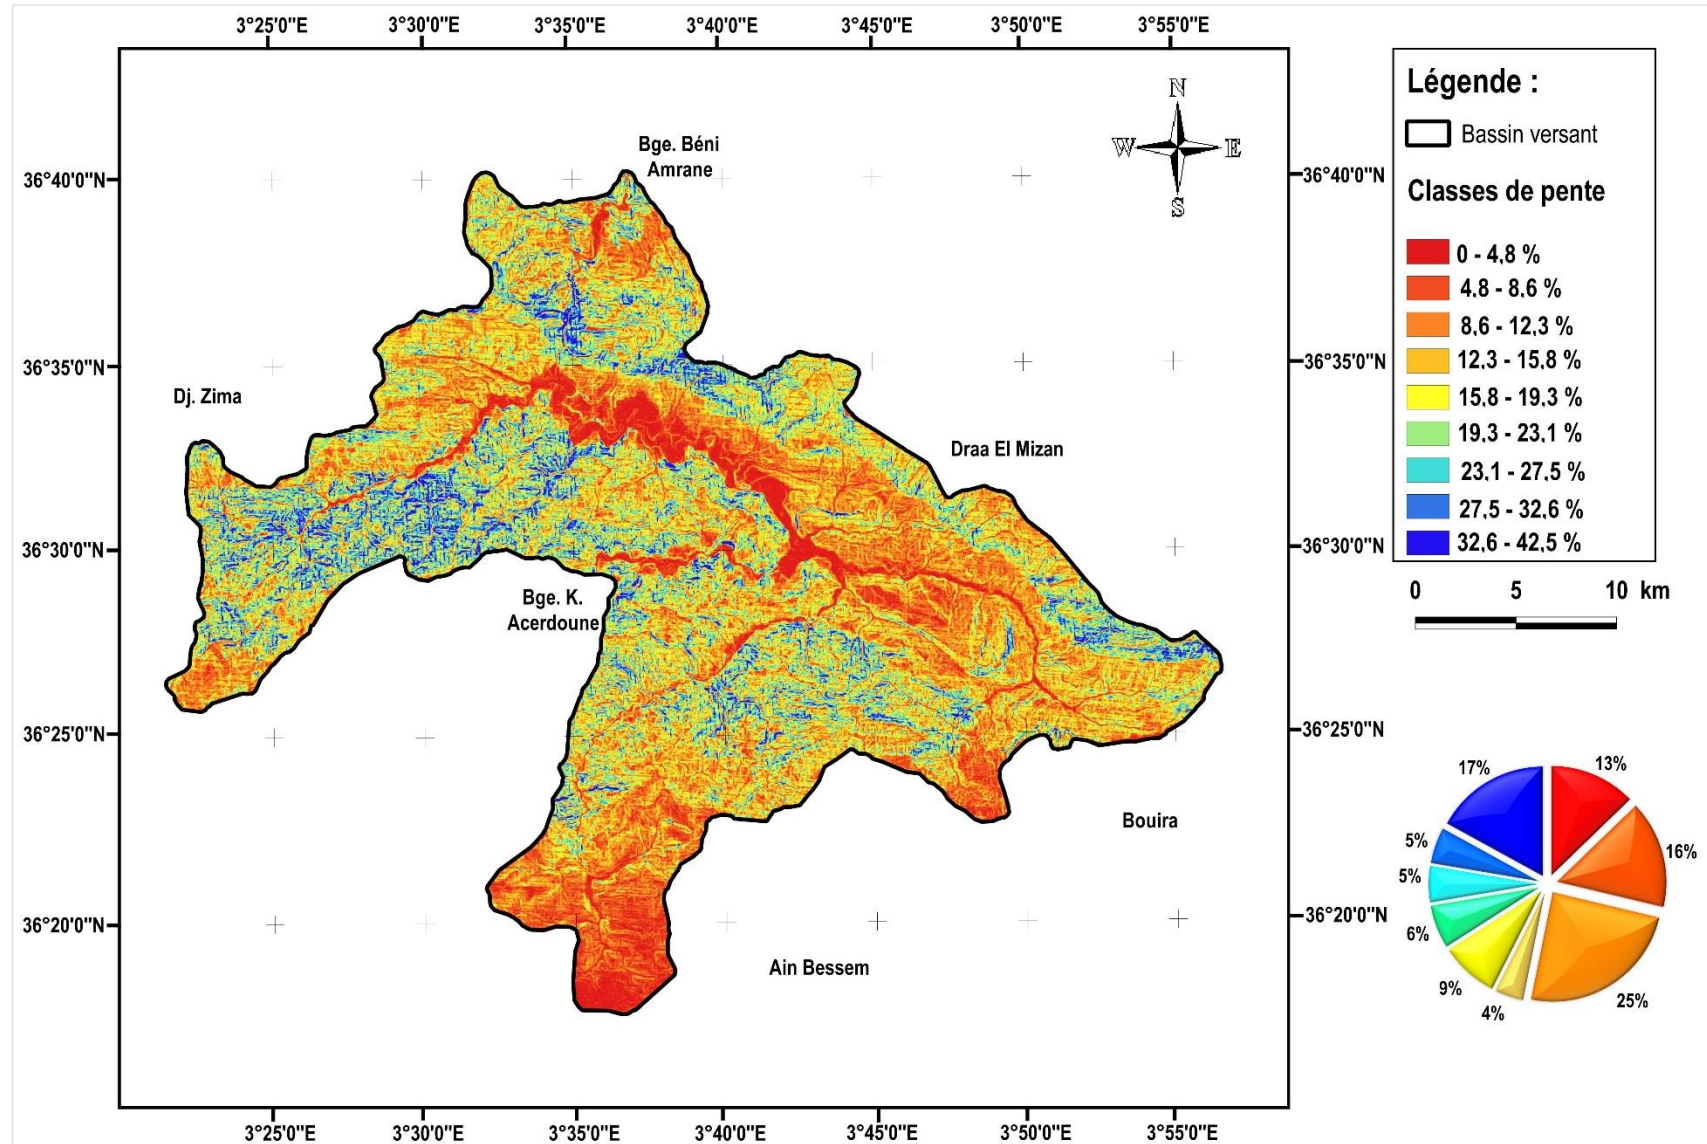 3°25'0"E 3°30'0"E 3°35'0"E 3°40'0"E 3°45'0"E 3°50'0"E 3°55'0"E
36°40'0"N
36°35'0"N
36°30'0"N
36°25'0"N
36°20'0"N
N
W E
S
Bge. Béni
Amrane
Dj. Zima
Draa El Mizan
Bge. K.
Acerdoune
Bouira
Ain Bessem
36°40'0"N
36°35'0"N
36°30'0"N
36°25'0"N
36°20'0"N
3°25'0"E 3°30'0"E 3°35'0"E 3°40'0"E 3°45'0"E 3°50'0"E 3°55'0"E
Légende :
Bassin versant
Classes de pente
0 - 4,8 %
4,8 - 8,6 %
8,6 - 12,3 %
12,3 - 15,8 %
15,8 - 19,3 %
19,3 - 23,1 %
23,1 - 27,5 %
27,5 - 32,6 %
32,6 - 42,5 %
0 5 10 km
17% 13%
5% 16%
5%
6%
9% 4% 25%